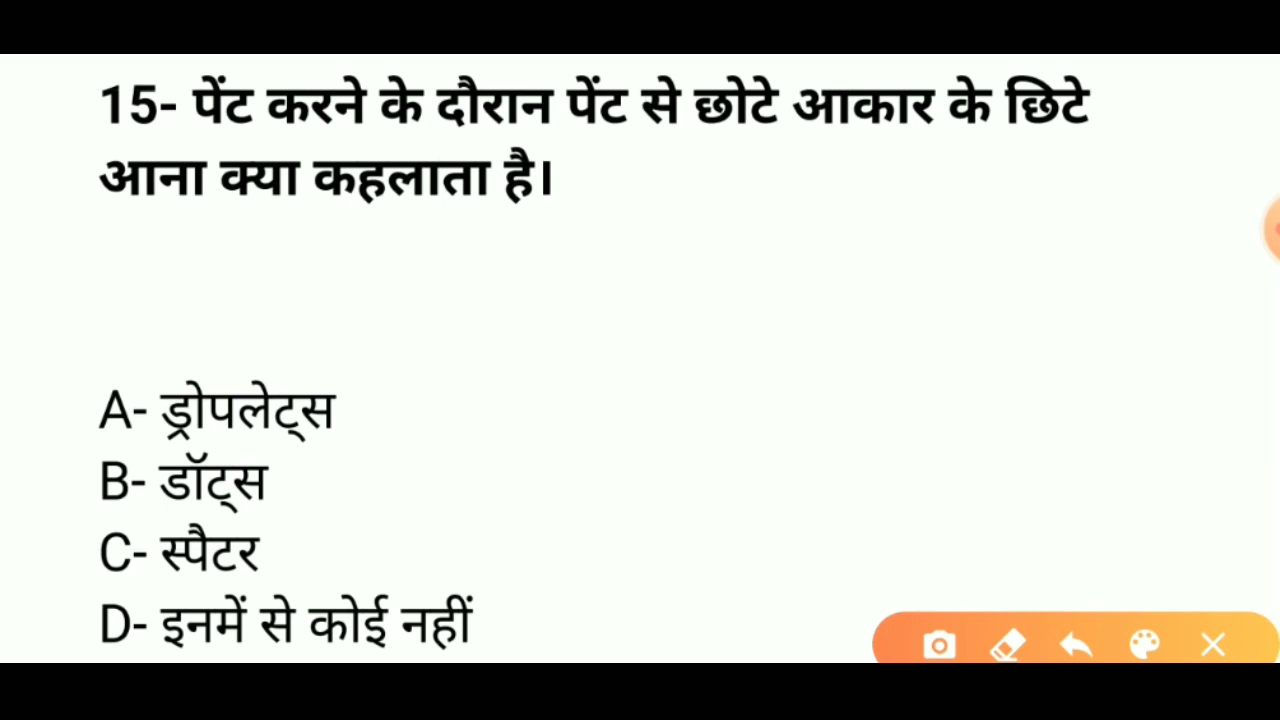 15- पेंट करने के दौरान पेंट से छोटे आकार के छिटे
आना क्या कहलाता है।
A- ड्रोपलेट्स
B- डॉट्स
C- स्पैटर
D- इनमें से कोई नहीं